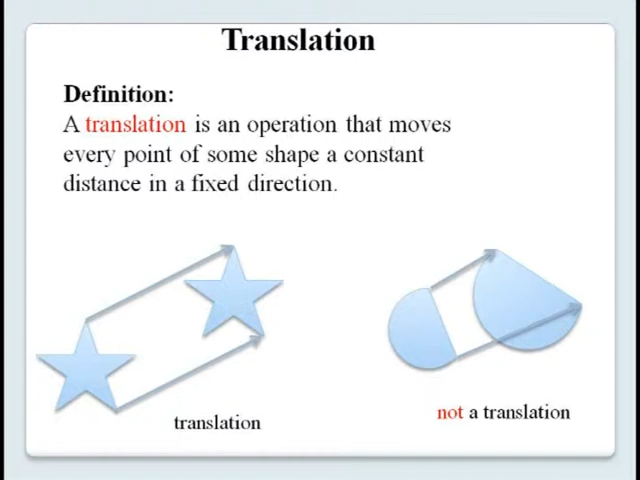 Translation
Definition:
A translation is an operation that moves
every point of some shape a constant
distance in a fixed direction.
translation
not a translation